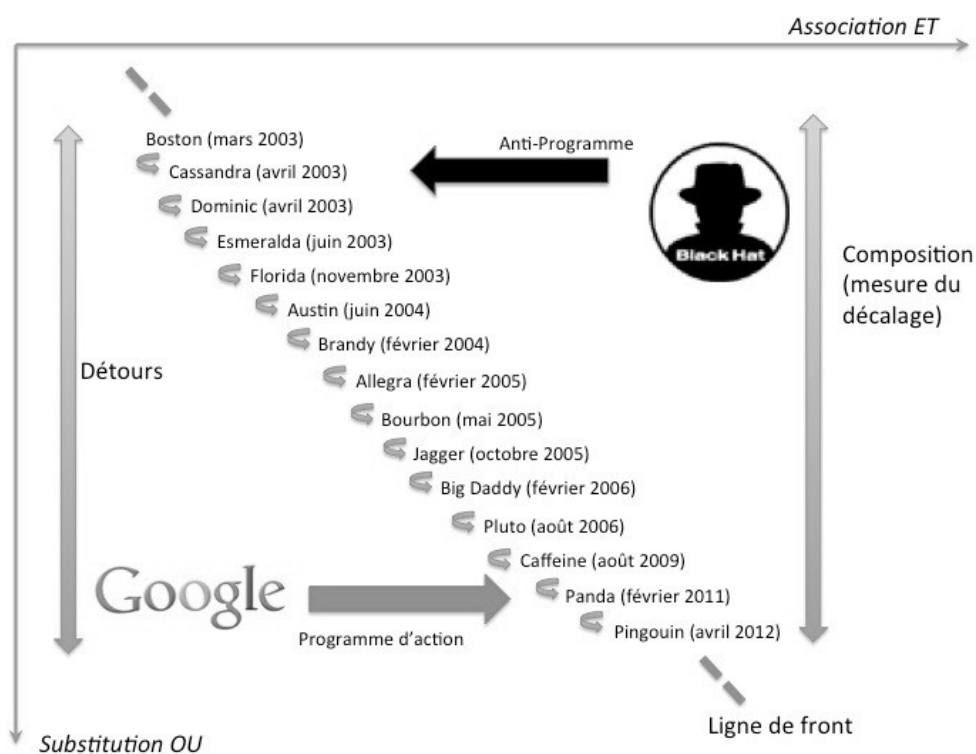 Association ET
Boston (mars 2003)
Anti-Programme
Cassandra (avril 2003)
Dominic (avril 2003)
Esmeralda (juin 2003)
Black Hat
Composition
(mesure du
décalage)
Florida (novembre 2003)
Austin (juin 2004)
Brandy (février 2004)
Détours
Allegra (février 2005)
Bourbon (mai 2005)
Jagger (octobre 2005)
Big Daddy (février 2006)
Pluto (août 2006)
Caffeine (août 2009)
Google
Panda (février 2011)
Pingouin (avril 2012)
Programme d'action
Ligne de front
Substitution OU